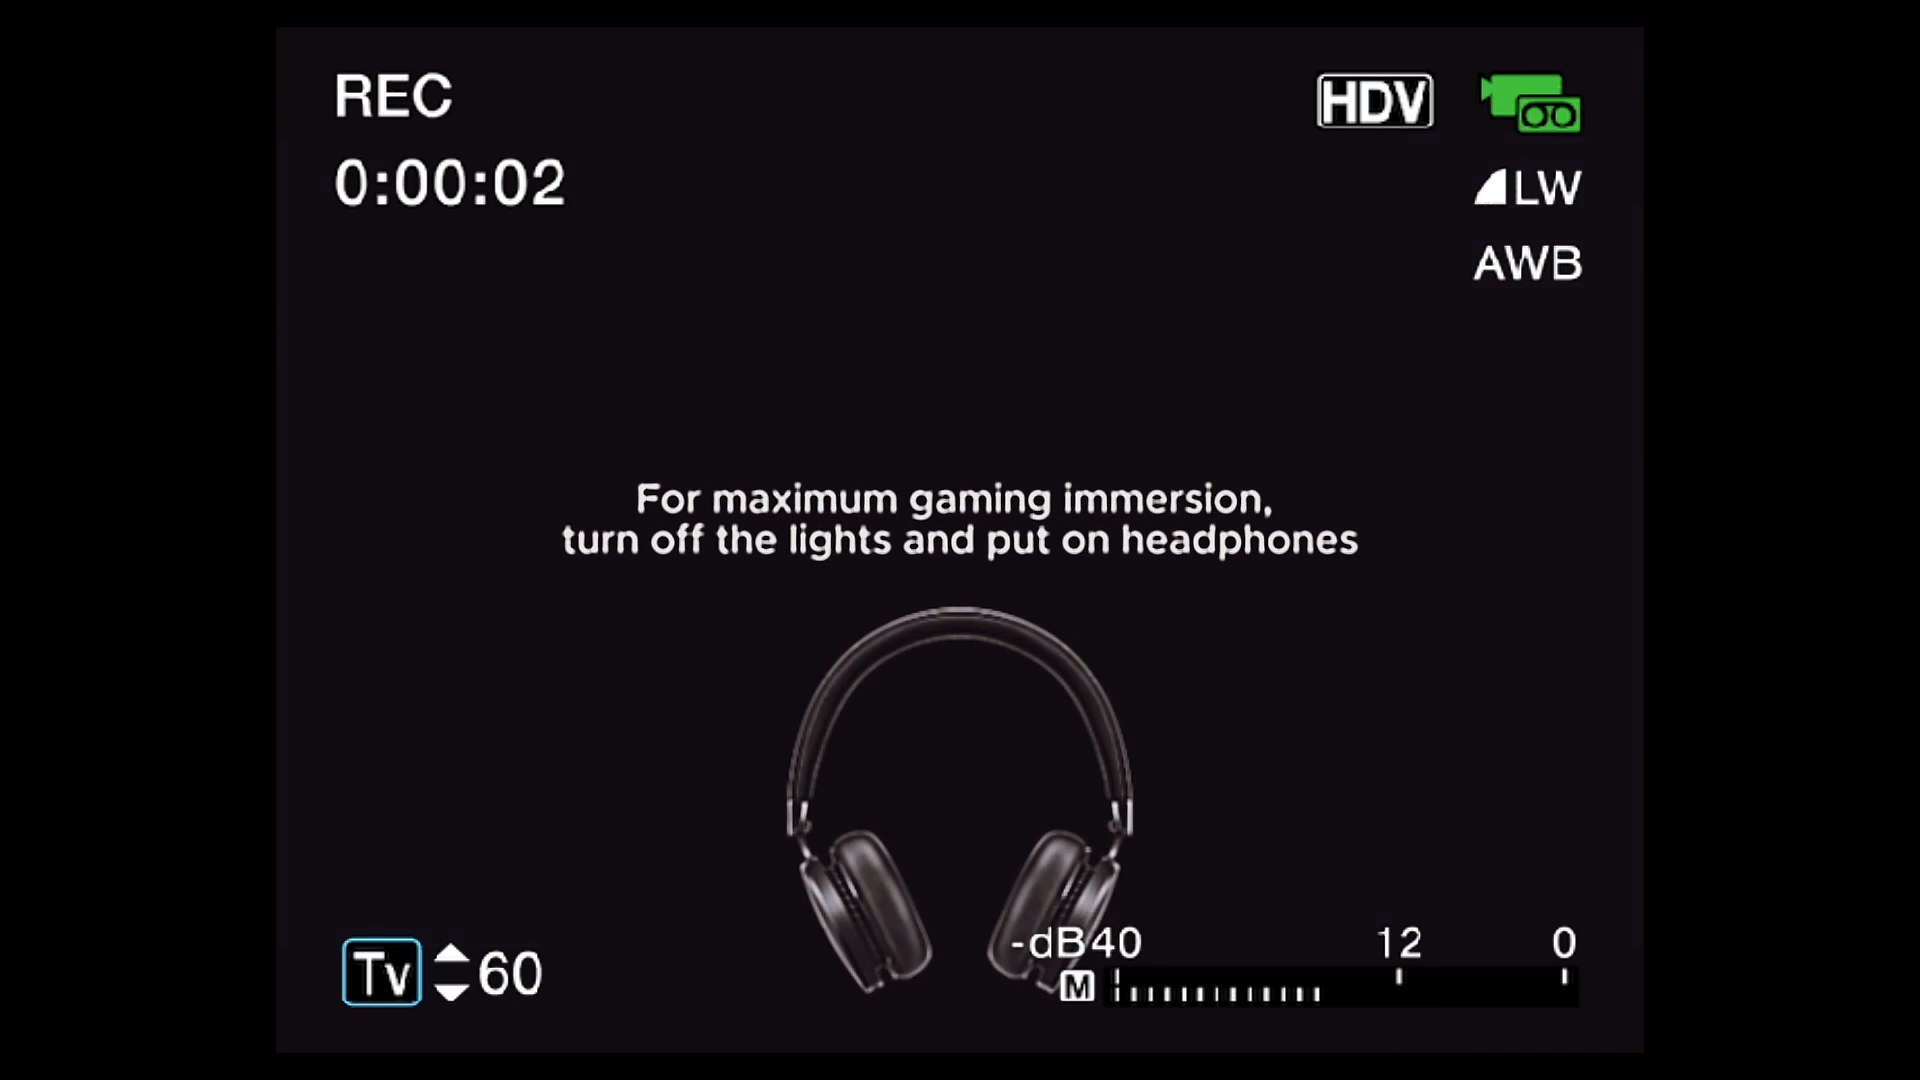 REC
HDV
0:00:02
LW
AWB
For maximum gaming immersion,
turn off the lights and put on headphones
-dB40 12 0
Tv 60
M